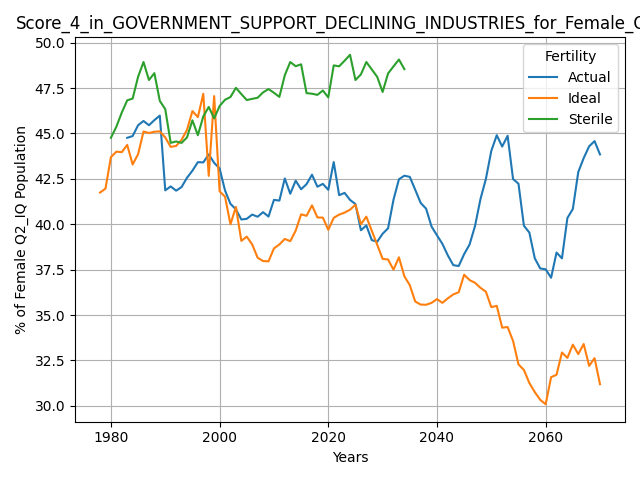 Score_4_in_GOVERNMENT_SUPPORT_DECLINING_INDUSTRIES_for_Female_
50.0
47.5
45.0
42.5
40.0
37.5
35.0
32.5
30.0
% of Female Q2_IQ Population
Fertility
Actual
Ideal
Sterile
1980
2000
2020
2040
2060
Years